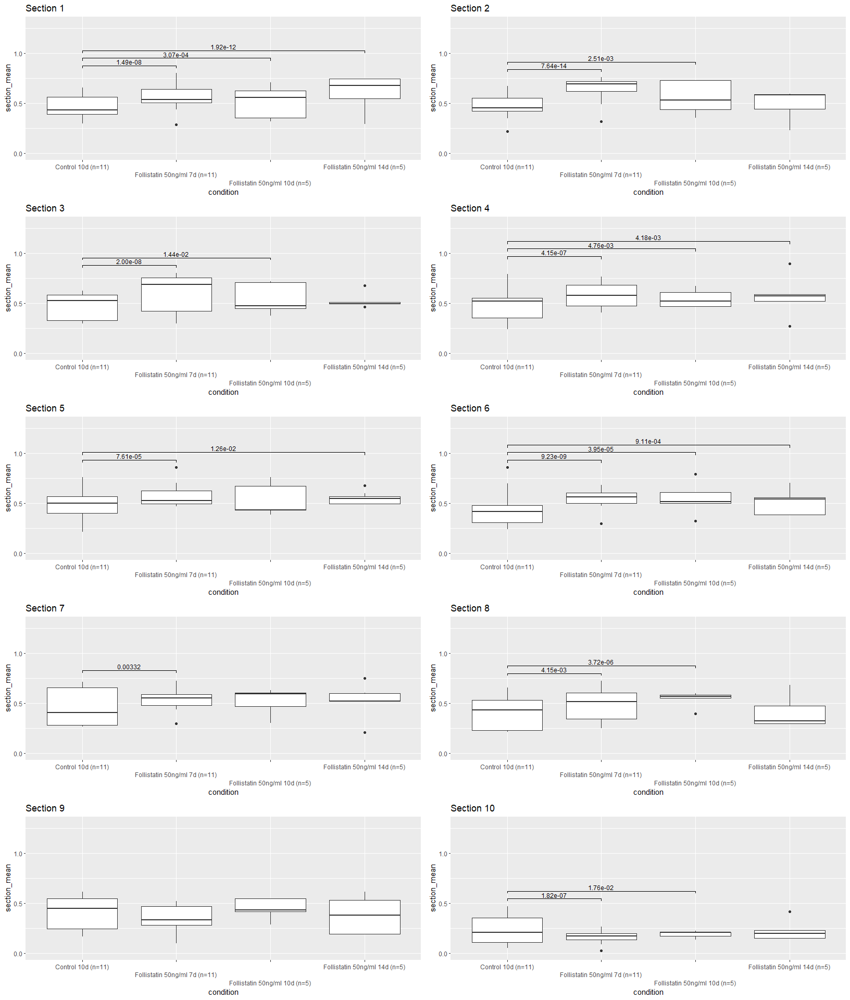 Section 1
1.92e-12
3.07e-04
1.49e-08
1.0
0.5
0.0
section_mean
Control 10d (n=11)
Follistatin 50ng/ml 14d (n=5)
Follistatin 50ng/ml 7d (n=11)
Follistatin 50ng/ml 10d (n=5)
condition
Section 2
2.51e-03
7.64e-14
1.0
0.5
0.0
section_mean
Control 10d (n=11)
Follistatin 50ng/ml 14d (n=5)
Follistatin 50ng/ml 7d (n=11)
Follistatin 50ng/ml 10d (n=5)
condition
Section 3
1.44e-02
2.00e-08
1.0
0.5
0.0
section_mean
Control 10d (n=11)
Follistatin 50ng/ml 14d (n=5)
Follistatin 50ng/ml 7d (n=11)
Follistatin 50ng/ml 10d (n=5)
condition
Section 4
4.18e-03
4.76e-03
4.15e-07
1.0
0.5
0.0
section_mean
Control 10d (n=11)
Follistatin 50ng/ml 14d (n=5)
Follistatin 50ng/ml 7d (n=11)
Follistatin 50ng/ml 10d (n=5)
condition
Section 5
1.26e-02
7.61e-05
1.0
0.5
0.0
section_mean
Control 10d (n=11)
Follistatin 50ng/ml 14d (n=5)
Follistatin 50ng/ml 7d (n=11)
Follistatin 50ng/ml 10d (n=5)
condition
Section 6
9.11e-04
3.95e-05
9.23e-09
1.0
0.5
0.0
section_mean
Control 10d (n=11)
Follistatin 50ng/ml 14d (n=5)
Follistatin 50ng/ml 7d (n=11)
Follistatin 50ng/ml 10d (n=5)
condition
Section 7
0.00332
1.0
0.5
0.0
section_mean
Control 10d (n=11)
Follistatin 50ng/ml 14d (n=5)
Follistatin 50ng/ml 7d (n=11)
Follistatin 50ng/ml 10d (n=5)
condition
Section 8
3.72e-06
4.15e-03
1.0
0.5
0.0
section_mean
Control 10d (n=11)
Follistatin 50ng/ml 14d (n=5)
Follistatin 50ng/ml 7d (n=11)
Follistatin 50ng/ml 10d (n=5)
condition
Section 9
1.0
0.5
0.0
section_mean
Control 10d (n=11)
Follistatin 50ng/ml 14d (n=5)
Follistatin 50ng/ml 7d (n=11)
Follistatin 50ng/ml 10d (n=5)
condition
Section 10
1.76e-02
1.82e-07
1.0
0.5
0.0
section_mean
Control 10d (n=11)
Follistatin 50ng/ml 14d (n=5)
Follistatin 50ng/ml 7d (n=11)
Follistatin 50ng/ml 10d (n=5)
condition